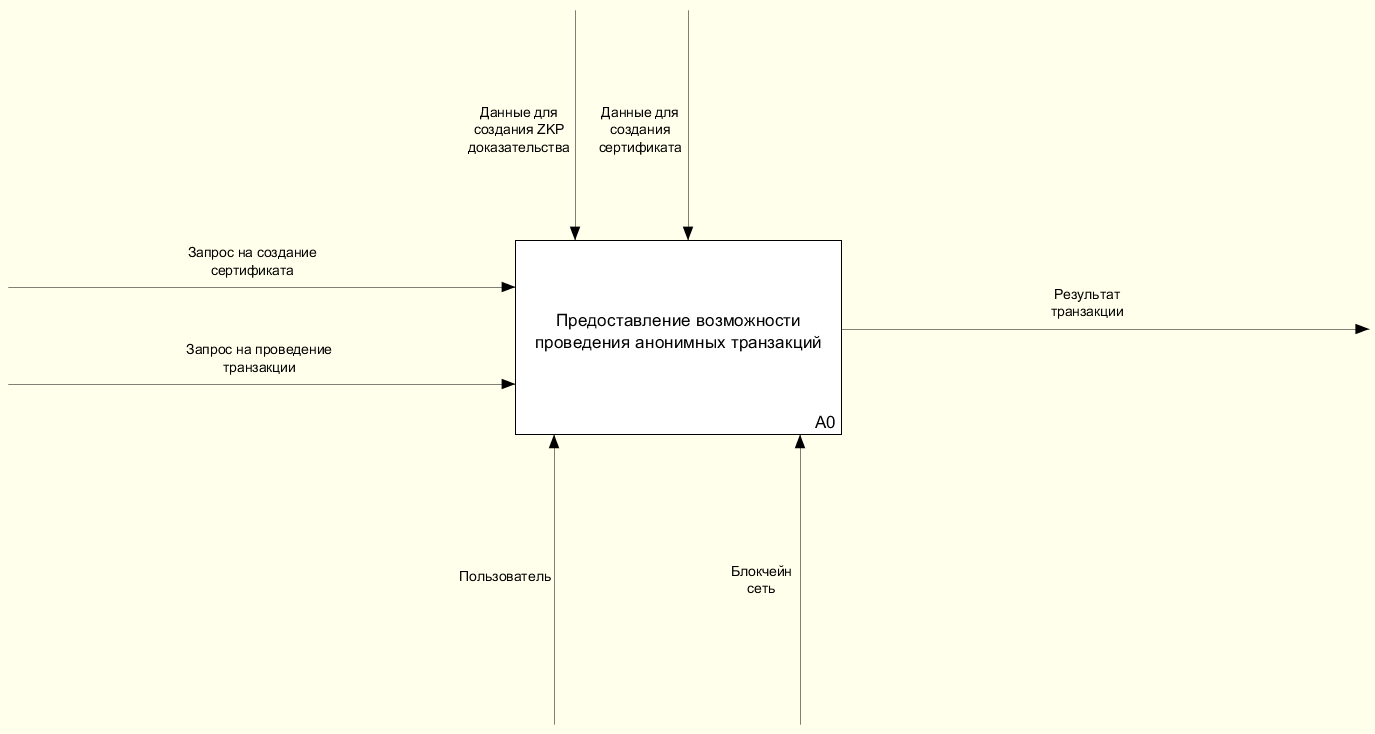 Данные для
создания ZKP
доказательства
Данные для
создания
сертификата
Запрос на создание
сертификата
Запрос на проведение
транзакции
Предоставление возможности
проведения анонимных транзакций
A0
Результат
транзакции
Пользователь
Блокчейн
сеть